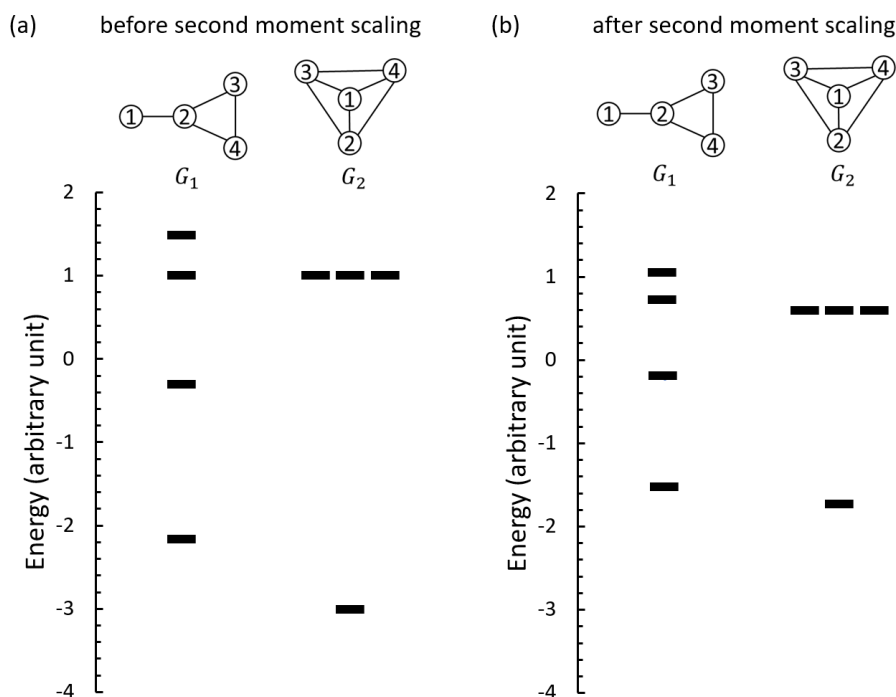 (a) before second moment scaling
1 2 3 4
3 4 1 2
G₁ G₂
2
1
0
-1
-2
-3
-4
Energy (arbitrary unit)
(b) after second moment scaling
1 2 3 4
3 4 1 2
G₁ G₂
2
1
0
-1
-2
-3
-4
Energy (arbitrary unit)